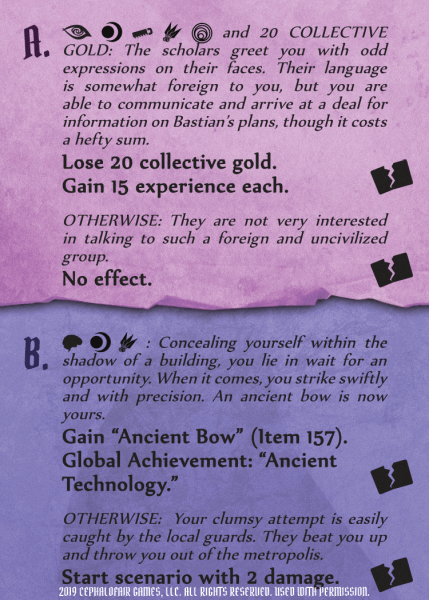 A. and 20 COLLECTIVE
GOLD: The scholars greet you with odd
expressions on their faces. Their language
is somewhat foreign to you, but you are
able to communicate and arrive at a deal for
information on Bastian's plans, though it costs
a hefty sum.
Lose 20 collective gold.
Gain 15 experience each.
OTHERWISE: They are not very interested
in talking to such a foreign and uncivilized
group.
No effect.
B. : Concealing yourself within the
shadow of a building, you lie in wait for an
opportunity. When it comes, you strike swiftly
and with precision. An ancient bow is now
yours.
Gain “Ancient Bow” (Item 157).
Global Achievement: “Ancient
Technology.”
OTHERWISE: Your clumsy attempt is easily
caught by the local guards. They beat you up
and throw you out of the metropolis.
Start scenario with 2 damage.
2019 CEPHALOFAIR GAMES, LLC. ALL RIGHTS RESERVED. USED WITH PERMISSION.